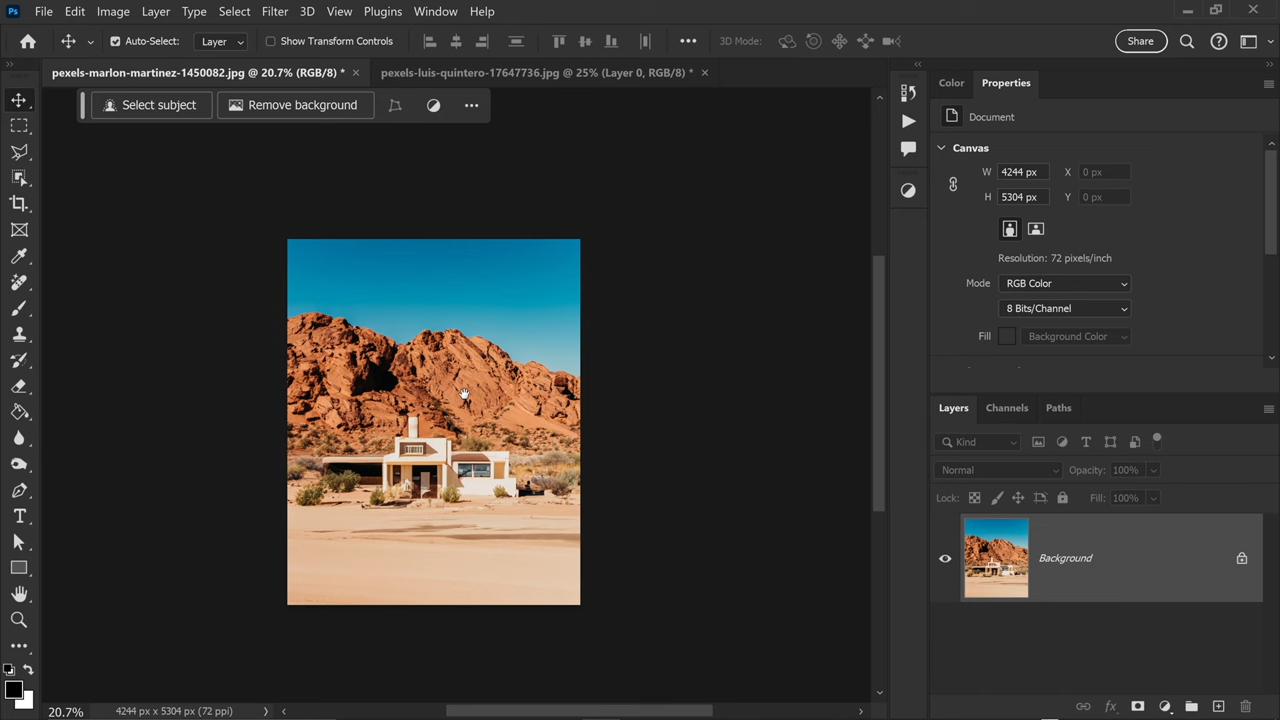 Ps File Edit Image Layer Type Select Filter 3D View Plugins Window Help
Auto-Select: Layer Show Transform Controls 3D Mode: Share
pexels-marlon-martinez-1450082.jpg @ 20.7% (RGB/8) * pexels-luis-quintero-17647736.jpg @ 25% (Layer 0, RGB/8) *
Color Properties
Select subject Remove background
Document
Canvas
W 4244 px X 0 px
H 5304 px Y 0 px
Resolution: 72 pixels/inch
Mode RGB Color
8 Bits/Channel
Fill Background Color
Layers Channels Paths
Kind
Normal Opacity: 100%
Lock: Fill: 100%
Background
20.7% 4244 px x 5304 px (72 ppi)